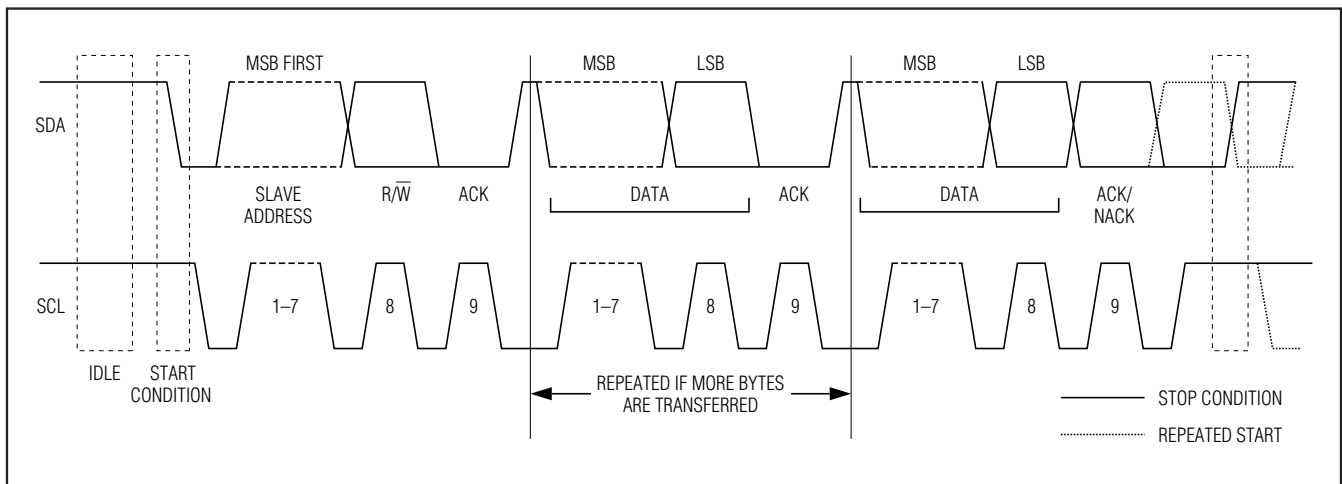 MSB FIRST MSB LSB MSB LSB
SDA
SLAVE ADDRESS R/W̅ ACK DATA ACK DATA ACK/NACK
SCL 1–7 8 9 1–7 8 9 1–7 8 9
IDLE START CONDITION
REPEATED IF MORE BYTES
ARE TRANSFERRED
STOP CONDITION
REPEATED START